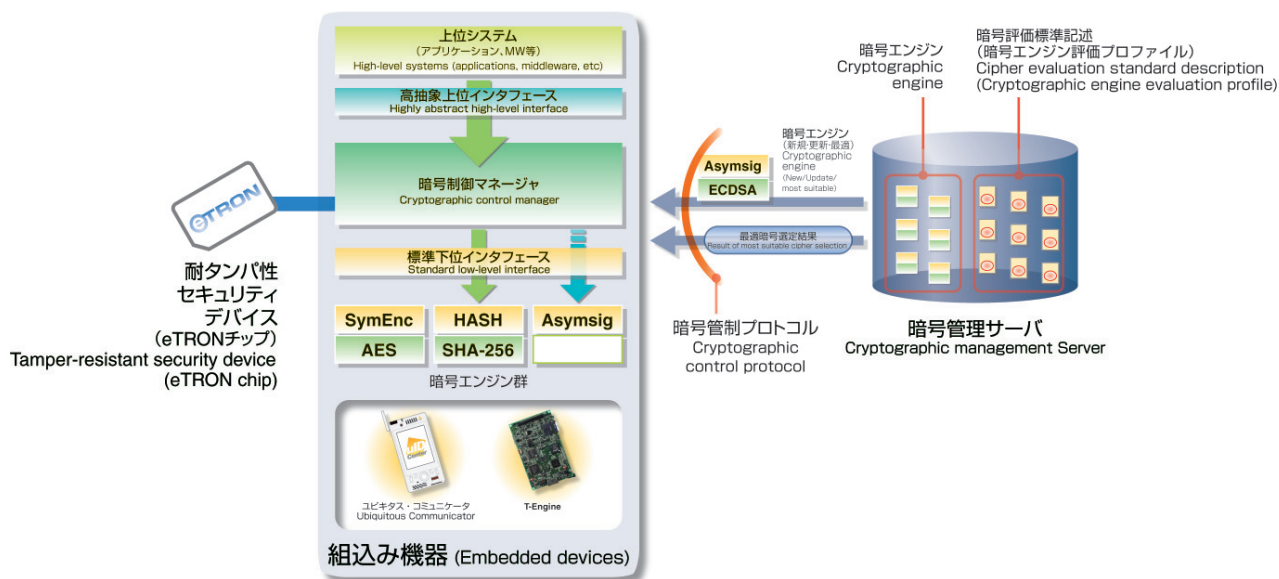 上位システム
（アプリケーション、MW等）
High-level systems (applications, middleware, etc)
高抽象上位インタフェース
Highly abstract high-level interface
暗号制御マネージャ
Cryptographic control manager
標準下位インタフェース
Standard low-level interface
SymEnc
AES
HASH
SHA-256
Asymsig
暗号エンジン群
uID
Center
ユビキタス・コミュニケータ
Ubiquitous Communicator
T-Engine
組込み機器 (Embedded devices)
eTRON
耐タンパ性
セキュリティ
デバイス
（eTRONチップ）
Tamper-resistant security device
(eTRON chip)
暗号エンジン
（新規・更新・最適）
Cryptographic
engine
(New/Update/
most suitable)
Asymsig
ECDSA
最適暗号選定結果
Result of most suitable cipher selection
暗号管制プロトコル
Cryptographic
control protocol
暗号エンジン
Cryptographic
engine
暗号評価標準記述
（暗号エンジン評価プロファイル）
Cipher evaluation standard description
(Cryptographic engine evaluation profile)
暗号管理サーバ
Cryptographic management Server